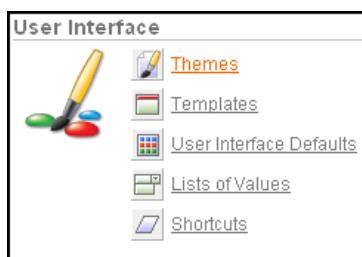 User Interface
Themes
Templates
User Interface Defaults
Lists of Values
Shortcuts